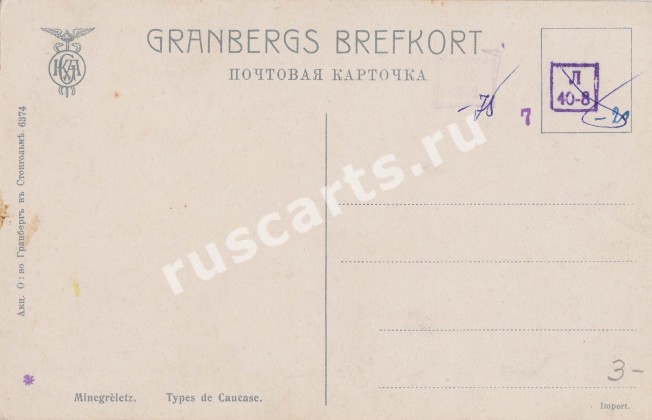 GRANBERGS BREFKORT
ПОЧТОВАЯ КАРТОЧКА
Л
40-8
7
Акц. О:во Гранбергъ въ Стокгольмѣ 6374
ruscarts.ru
3-
Minegrèletz. Types de Caucase.
Import.